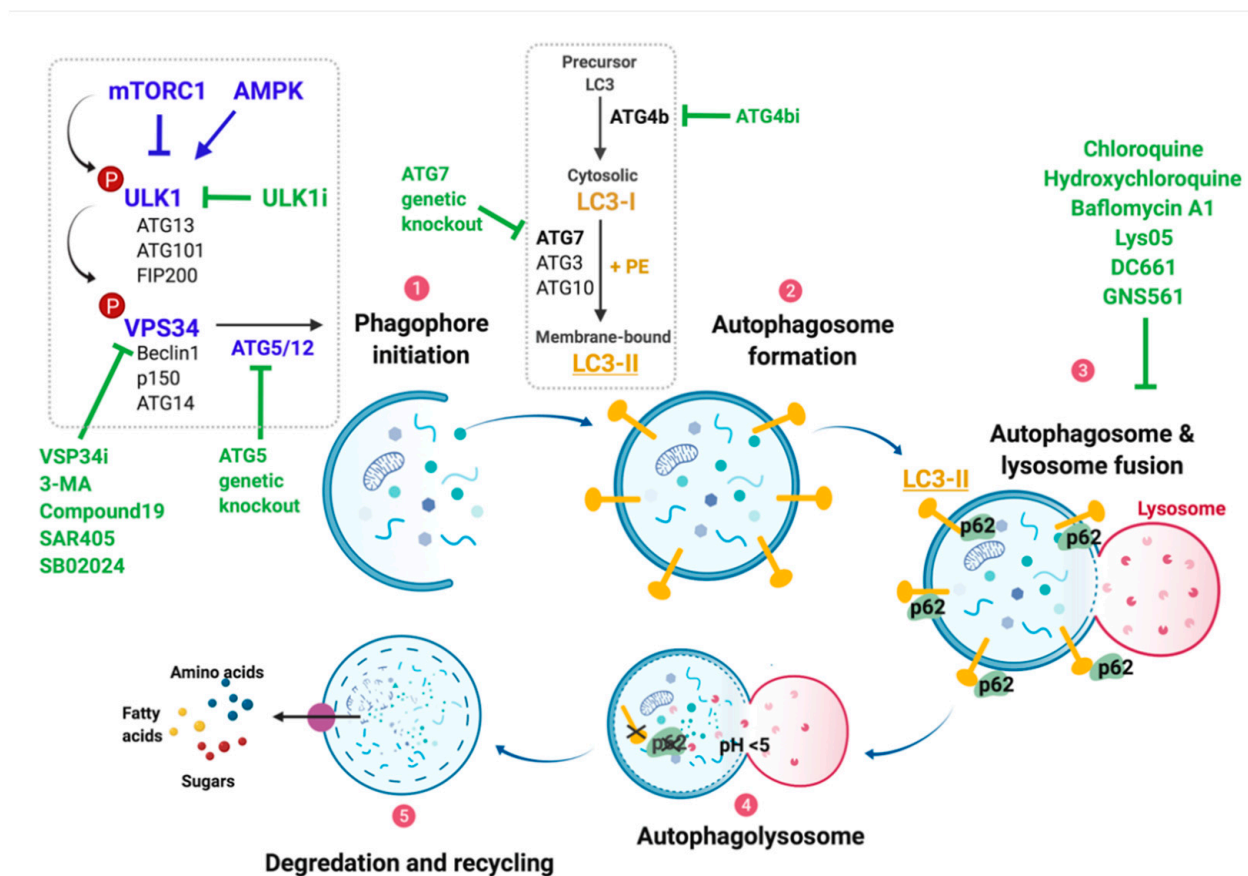 mTORC1
AMPK
P
ULK1
ULK1i
ATG13
ATG101
FIP200
P
VPS34
ATG5/12
Beclin1
p150
ATG14
VSP34i
3-MA
Compound19
SAR405
SB02024
ATG5
genetic
knockout
1
Phagophore
initiation
Precursor
LC3
ATG4b
ATG4bi
Cytosolic
LC3-I
ATG7
genetic
knockout
ATG7
ATG3
ATG10
+ PE
Membrane-bound
LC3-II
2
Autophagosome
formation
Chloroquine
Hydroxychloroquine
Baflomycin A1
Lys05
DC661
GNS561
3
Autophagosome &
lysosome fusion
LC3-II
Lysosome
p62
p62
p62
p62
p62
p62
pH <5
4
Autophagolysosome
Amino acids
Fatty
acids
Sugars
5
Degredation and recycling